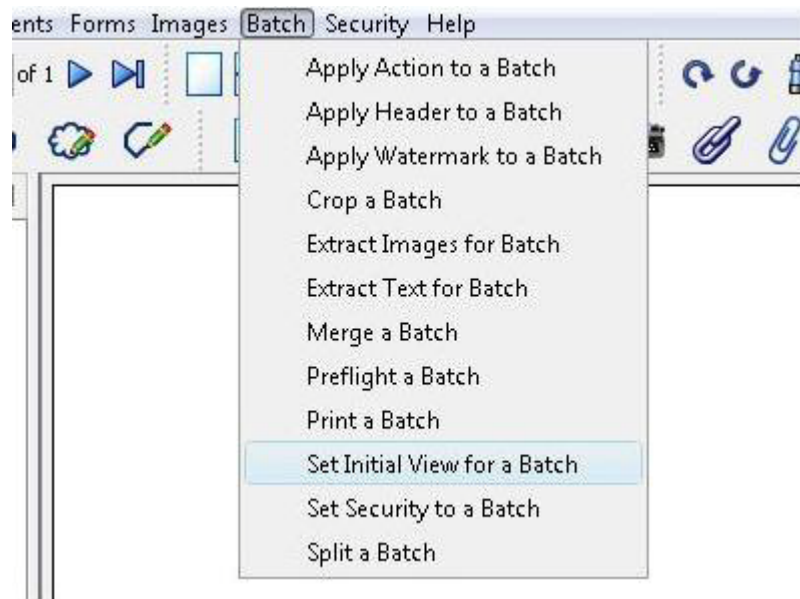 ents Forms Images Batch Security Help
of 1
Apply Action to a Batch
Apply Header to a Batch
Apply Watermark to a Batch
Crop a Batch
Extract Images for Batch
Extract Text for Batch
Merge a Batch
Preflight a Batch
Print a Batch
Set Initial View for a Batch
Set Security to a Batch
Split a Batch